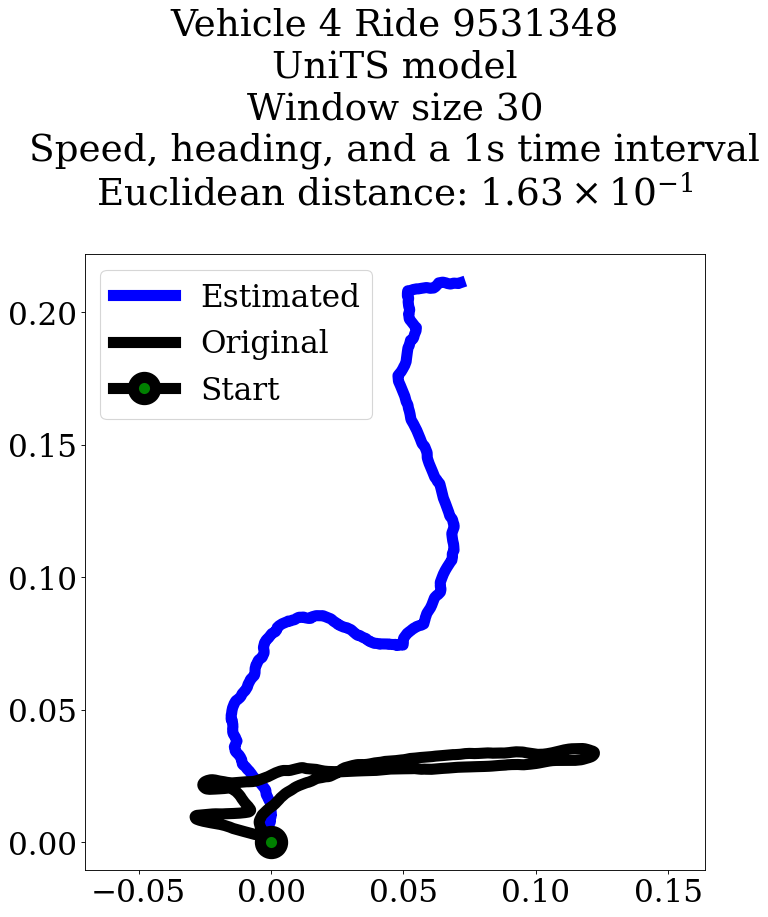 Vehicle 4 Ride 9531348
UniTS model
Window size 30
Speed, heading, and a 1s time interval
Euclidean distance: 1.63 × 10⁻¹
Estimated
Original
Start
0.20
0.15
0.10
0.05
0.00
−0.05 0.00 0.05 0.10 0.15